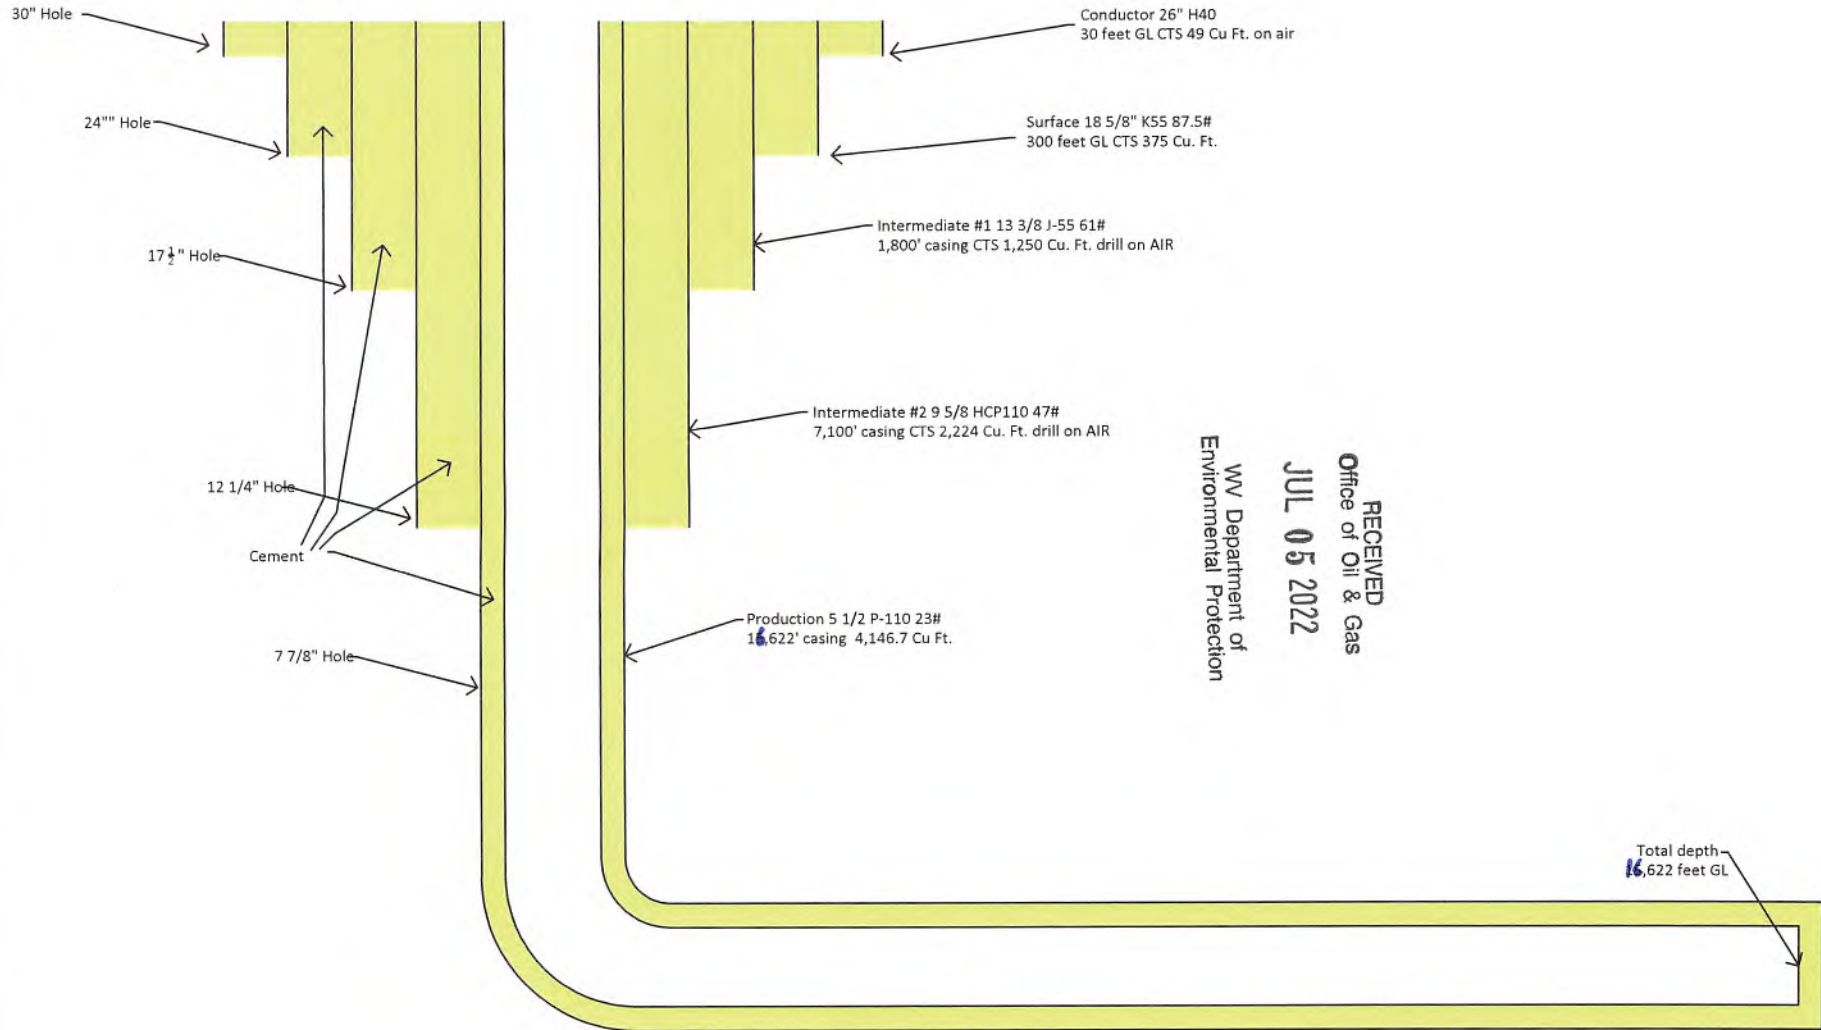 30" Hole
Conductor 26" H40
30 feet GL CTS 49 Cu Ft. on air
24"" Hole
Surface 18 5/8" K55 87.5#
300 feet GL CTS 375 Cu. Ft.
17 1/2" Hole
Intermediate #1 13 3/8 J-55 61#
1,800' casing CTS 1,250 Cu. Ft. drill on AIR
Intermediate #2 9 5/8 HCP110 47#
7,100' casing CTS 2,224 Cu. Ft. drill on AIR
12 1/4" Hole
Cement
Production 5 1/2 P-110 23#
16,622' casing 4,146.7 Cu Ft.
7 7/8" Hole
RECEIVED
Office of Oil & Gas
JUL 05 2022
WV Department of
Environmental Protection
Total depth
16,622 feet GL